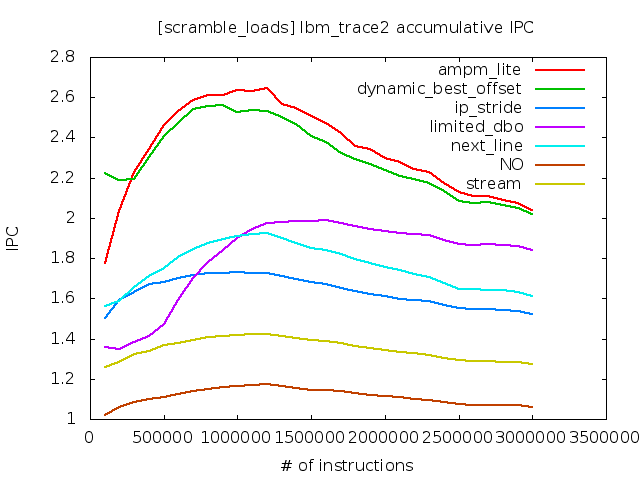 [scramble_loads] lbm_trace2 accumulative IPC
2.8
2.6
2.4
2.2
2
1.8
1.6
1.4
1.2
1
IPC
ampm_lite
dynamic_best_offset
ip_stride
limited_dbo
next_line
NO
stream
0 500000 1000000 1500000 2000000 2500000 3000000 3500000
# of instructions